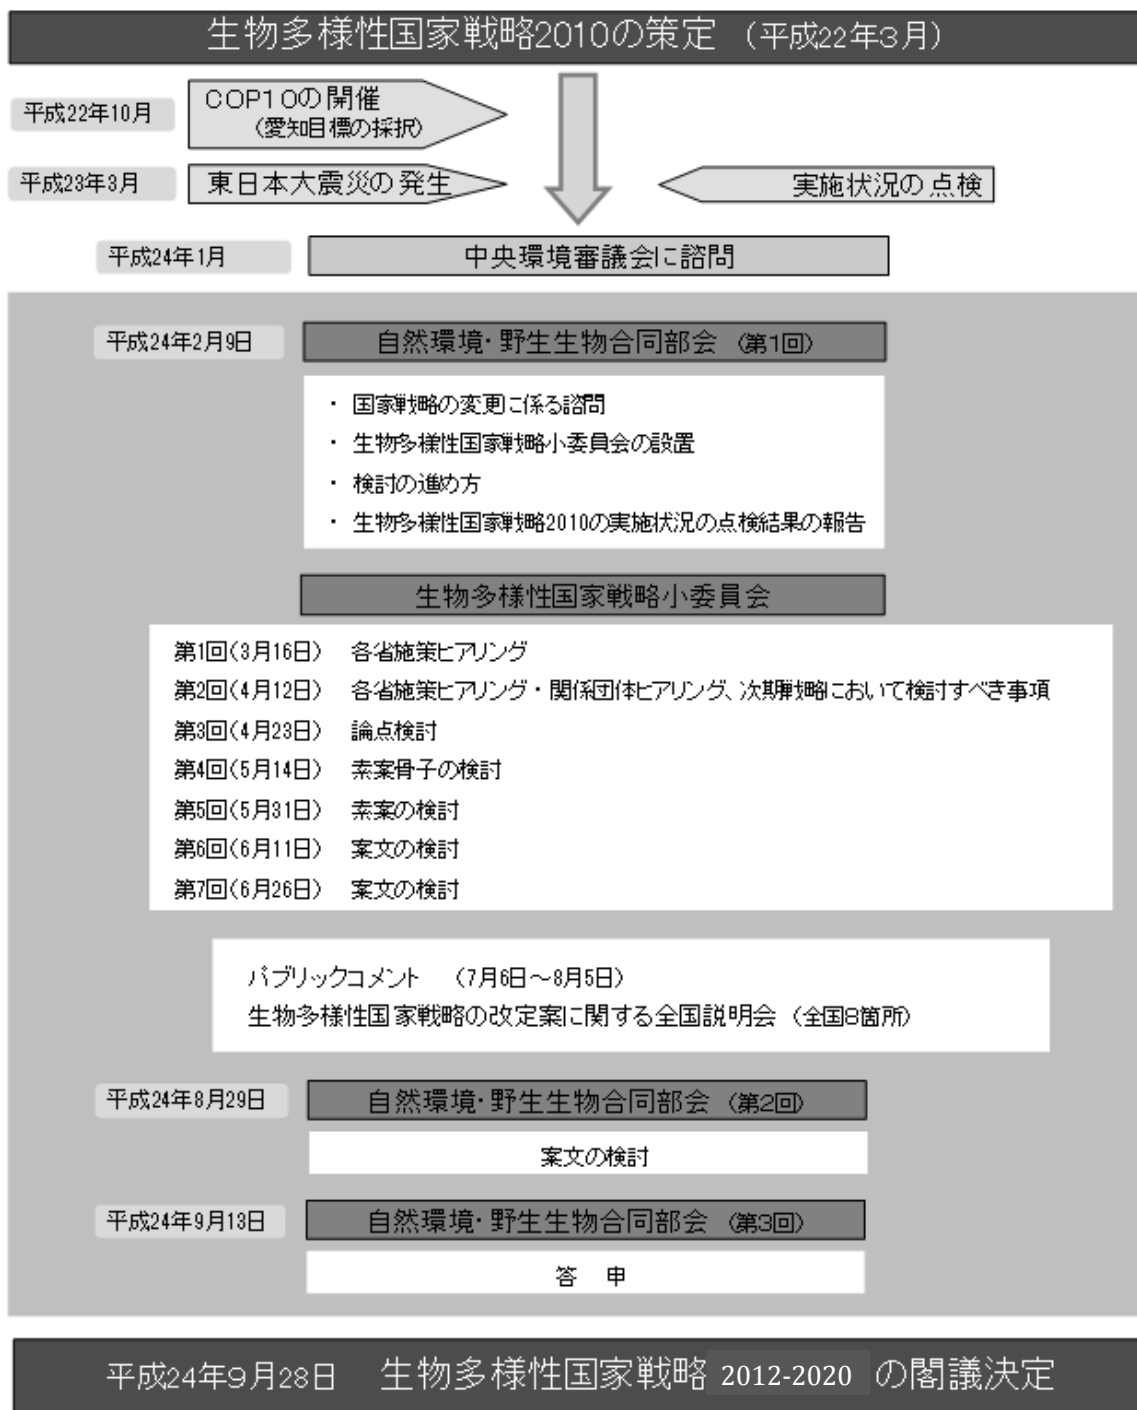 生物多様性国家戦略2010の策定 （平成22年3月）
平成22年10月
COP10の開催
（愛知目標の採択）
平成23年3月
東日本大震災の発生
実施状況の点検
平成24年1月
中央環境審議会に諮問
平成24年2月9日
自然環境・野生生物合同部会 （第1回）
・ 国家戦略の変更に係る諮問
・ 生物多様性国家戦略小委員会の設置
・ 検討の進め方
・ 生物多様性国家戦略2010の実施状況の点検結果の報告
生物多様性国家戦略小委員会
第1回（3月16日） 各省施策ヒアリング
第2回（4月12日） 各省施策ヒアリング・関係団体ヒアリング、次期戦略において検討すべき事項
第3回（4月23日） 論点検討
第4回（5月14日） 素案骨子の検討
第5回（5月31日） 素案の検討
第6回（6月11日） 案文の検討
第7回（6月26日） 案文の検討
パブリックコメント （7月6日～8月5日）
生物多様性国家戦略の改定案に関する全国説明会 （全国8箇所）
平成24年8月29日
自然環境・野生生物合同部会 （第2回）
案文の検討
平成24年9月13日
自然環境・野生生物合同部会 （第3回）
答 申
平成24年9月28日 生物多様性国家戦略 2012-2020 の閣議決定